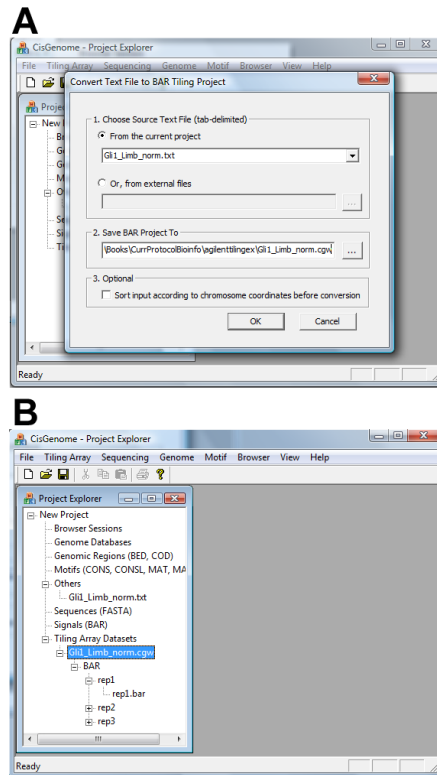 A
CisGenome - Project Explorer
File Tiling Array Sequencing Genome Motif Browser View Help
Convert Text File to BAR Tiling Project
Proje
New
1. Choose Source Text File (tab-delimited)
From the current project
Gli1_Limb_norm.txt
Or, from external files
...
2. Save BAR Project To
\Books\CurrProtocolBioinfo\agilenttilingex\Gli1_Limb_norm.cgw
...
3. Optional
Sort input according to chromosome coordinates before conversion
OK Cancel
Ready
B
CisGenome - Project Explorer
File Tiling Array Sequencing Genome Motif Browser View Help
Project Explorer
New Project
Browser Sessions
Genome Databases
Genomic Regions (BED, COD)
Motifs (CONS, CONSL, MAT, MA
Others
Gli1_Limb_norm.txt
Sequences (FASTA)
Signals (BAR)
Tiling Array Datasets
Gli1_Limb_norm.cgw
BAR
rep1
rep1.bar
rep2
rep3
Ready